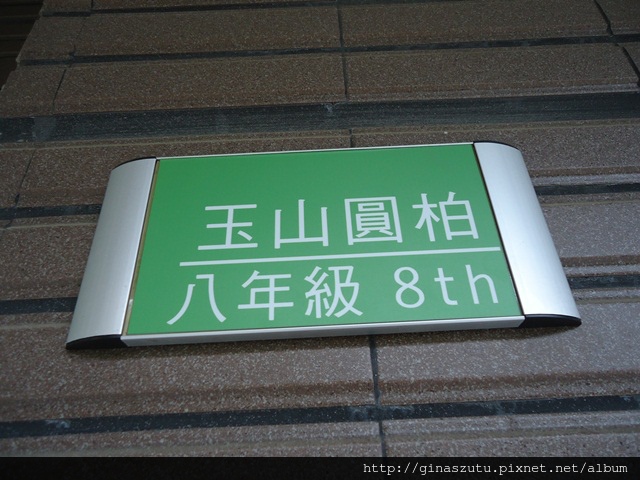 玉山圓柏
八年級 8th
http://ginaszutu.pixnet.net/album